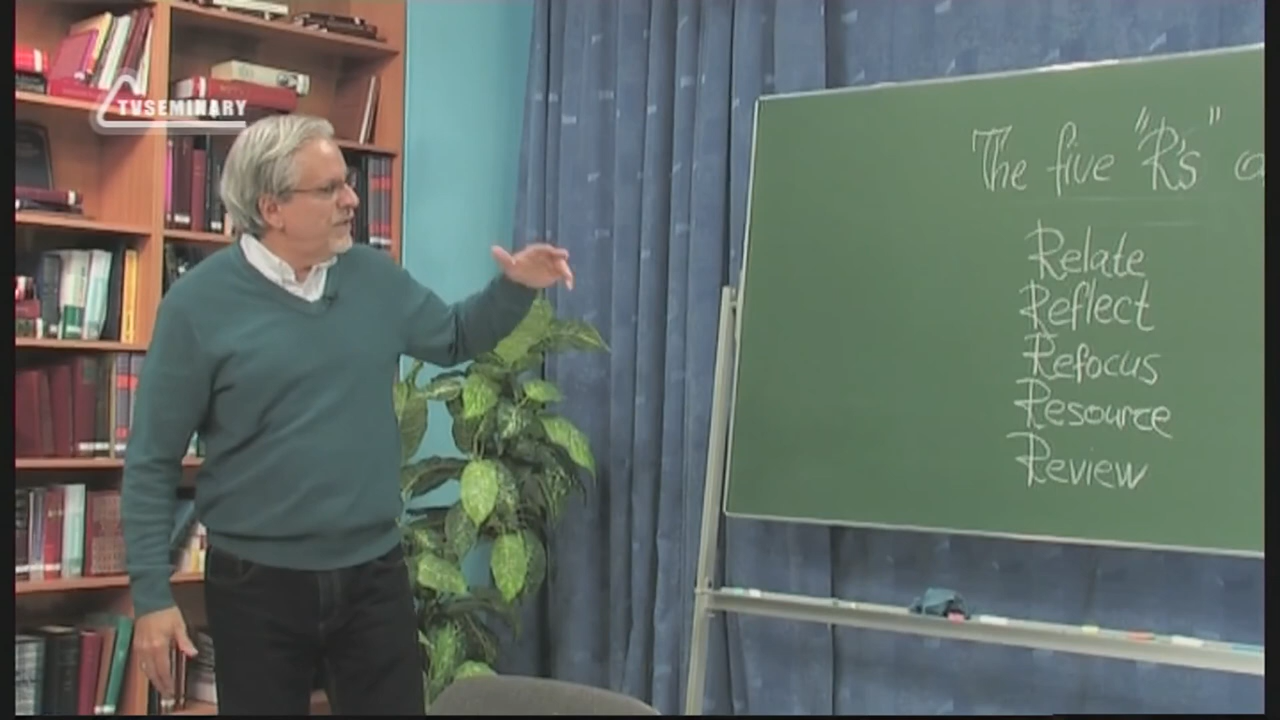 TVSEMINARY
The five "R's"
Relate
Reflect
Refocus
Resource
Review